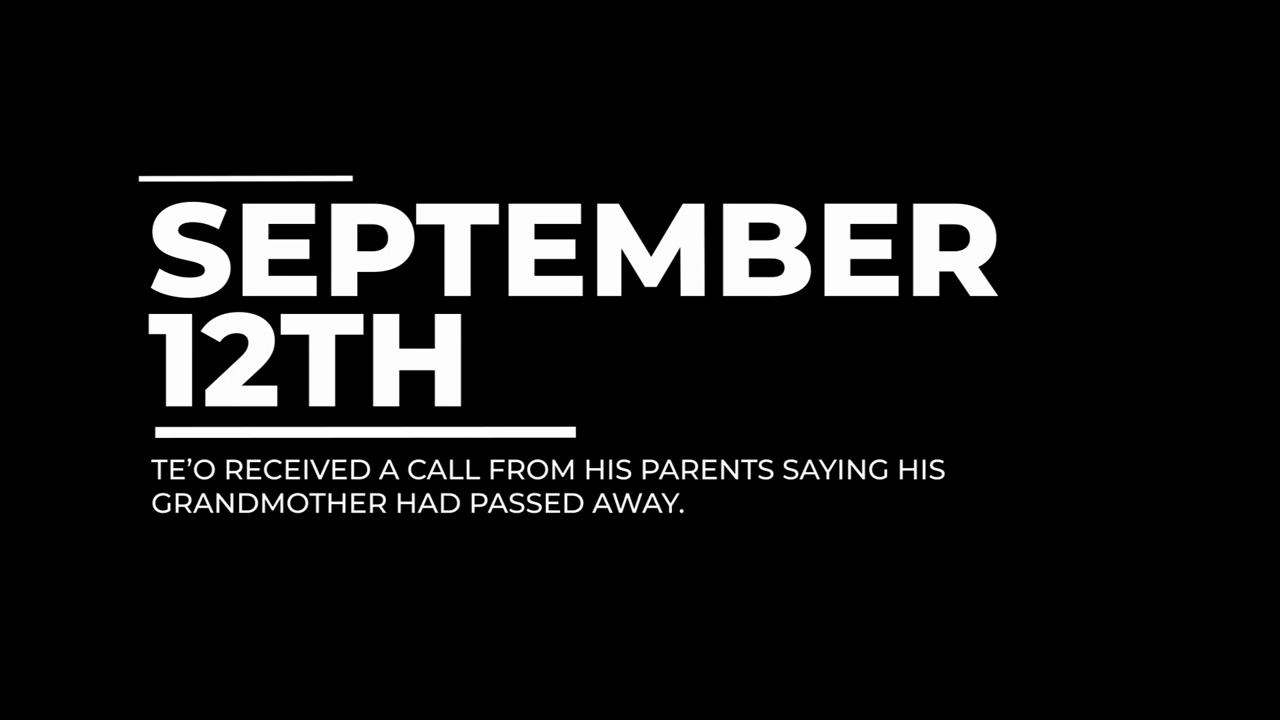 SEPTEMBER
12TH
TE’O RECEIVED A CALL FROM HIS PARENTS SAYING HIS
GRANDMOTHER HAD PASSED AWAY.